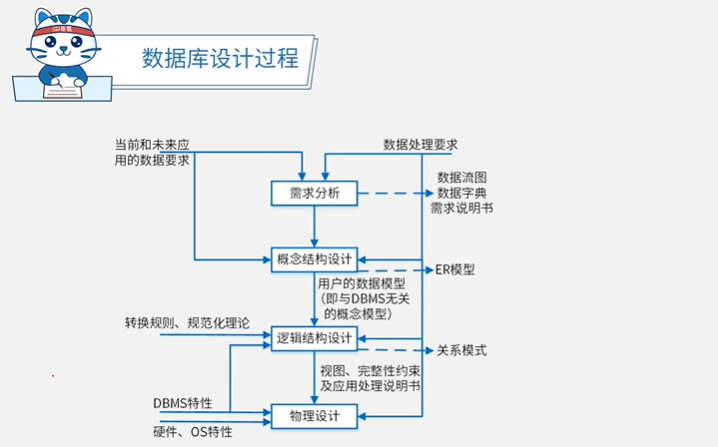 数据库设计过程
当前和未来应
用的数据要求
数据处理要求
需求分析
数据流图
数据字典
需求说明书
概念结构设计
ER模型
用户的数据模型
(即与DBMS无关
的概念模型)
转换规则、规范化理论
逻辑结构设计
关系模式
视图、完整性约束
及应用处理说明书
DBMS特性
物理设计
硬件、OS特性